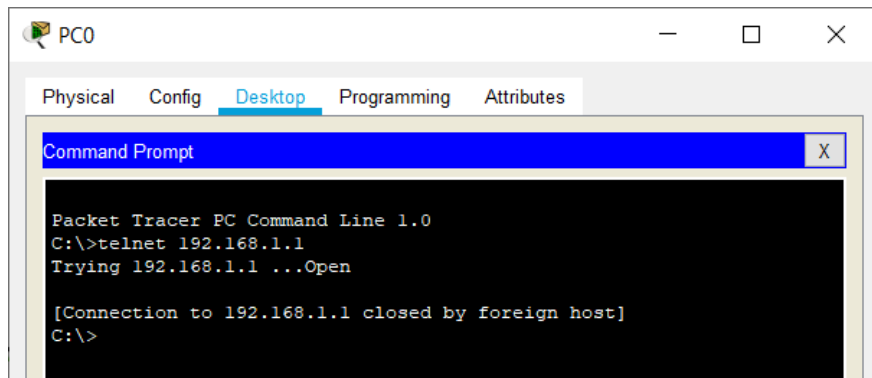 PC0
Physical Config Desktop Programming Attributes
Command Prompt X
Packet Tracer PC Command Line 1.0
C:\>telnet 192.168.1.1
Trying 192.168.1.1 ...Open
[Connection to 192.168.1.1 closed by foreign host]
C:\>